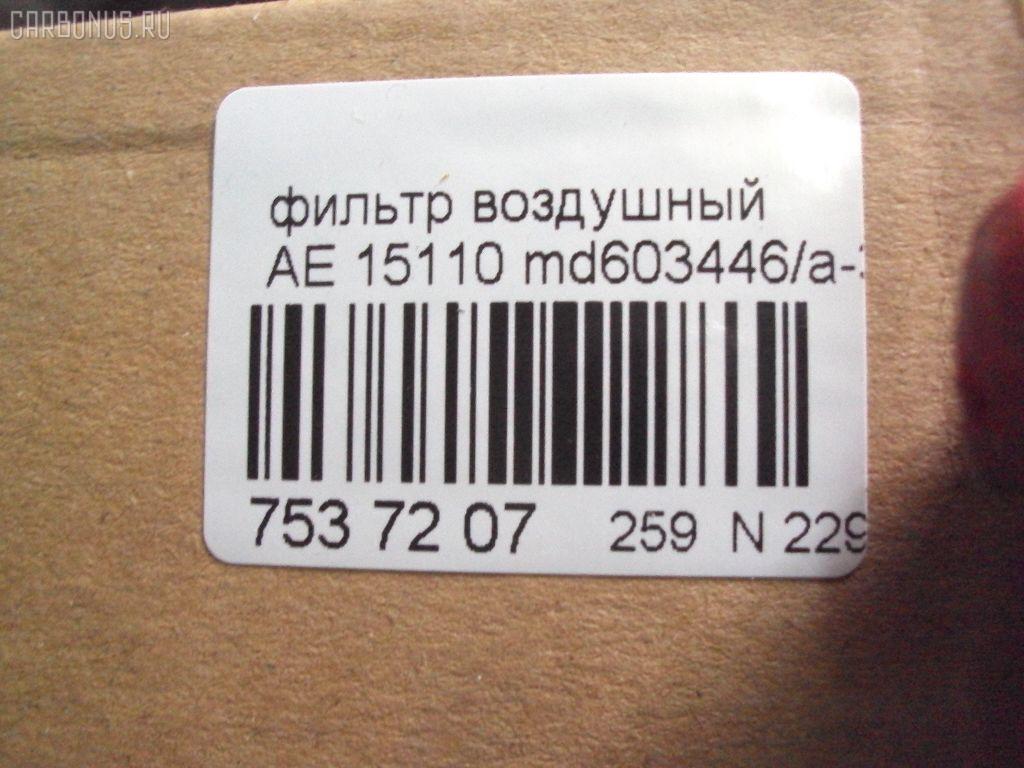 CARBONUS.RU
фильтр воздушный
AE 15110 md603446/a-
753 72 07 259 N 229